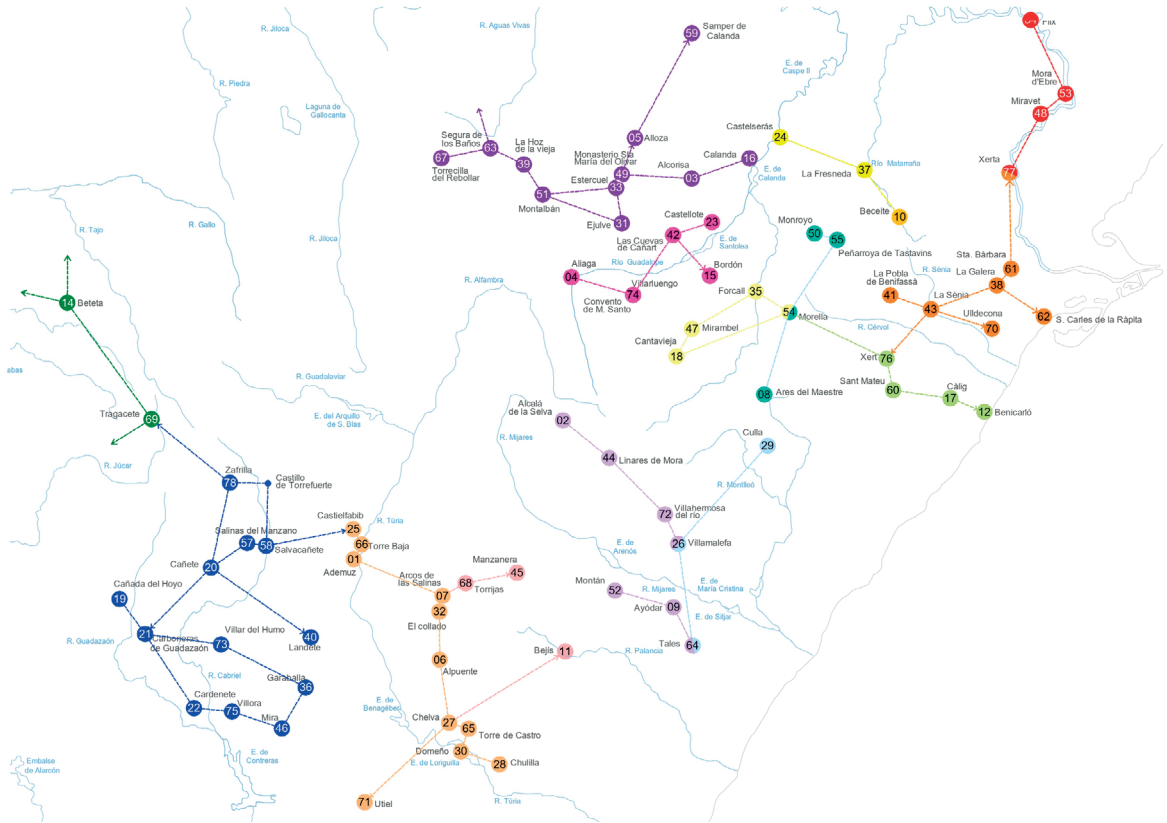 R. Aguas Vivas
R. Jiloca
59
Samper de
Calanda
Flix
E. de
Caspe II
R. Piedra
Mora
d'Ebre
53
Laguna de
Gallocanta
Miravet
48
Segura de
los Baños
63
La Hoz
de la vieja
05
Alloza
Castelserás
24
67
Torrecilla
del Rebollar
39
Monasterio Sta
María del Olivar
49
Alcorisa
03
Calanda
16
E. de
Calanda
La Fresneda
37
Río Matarraña
Xerta
77
51
Montalbán
Estercuel
33
31
Ejulve
Castellote
23
Beceite
10
R. Tajo
R. Gallo
R. Jiloca
42
Las Cuevas
de Cañart
E. de
Santolea
Monroyo
50
55
Peñarroya de Tastavins
Sta. Bàrbara
61
R. Alfambra
Aliaga
04
Río Guadalope
15
Bordón
74
Villarluengo
Convento
de M. Santo
Forcall
35
La Pobla
de Benifassà
41
R. Sénia
La Galera
38
14
Beteta
54
Morella
La Sénia
43
Ulldecona
70
62
S. Carles de la Ràpita
47
Mirambel
Cantavieja
18
R. Cérvol
Xert
76
abas
R. Guadalaviar
08
Ares del Maestre
Sant Mateu
60
Càlig
17
12
Benicarló
Tragacete
69
E. del Arquillo
de S. Blas
Alcalá
de la Selva
02
R. Mijares
Culla
29
R. Júcar
Zafrilla
78
Castillo
de Torrefuerte
44
Linares de Mora
R. Montlleó
72
Villahermosa
del río
Castielfabib
25
R. Túria
Salinas del Manzano
57
58
Salvacañete
66
Torre Baja
26
Villamalefa
E. de
Arenós
Cañete
20
01
Ademuz
Arcos de
las Salinas
07
68
Torrijas
Manzanera
45
Montán
52
R. Mijares
E. de
María Cristina
Cañada del Hoyo
19
32
El collado
09
Ayódar
E. de Sitjar
R. Guadazaón
21
Carboneras
de Guadazaón
Villar del Humo
73
40
Landete
64
Tales
Bejís
11
R. Palancia
06
Alpuente
R. Cabriel
Garaballa
36
Cardenete
22
Villora
75
Mira
46
E. de
Benagéber
Chelva
27
65
Torre de Castro
E. de
Contreras
Domeño
30
E. de Loriguilla
28
Chulilla
Embalse
de Alarcón
71
Utiel
R. Túria